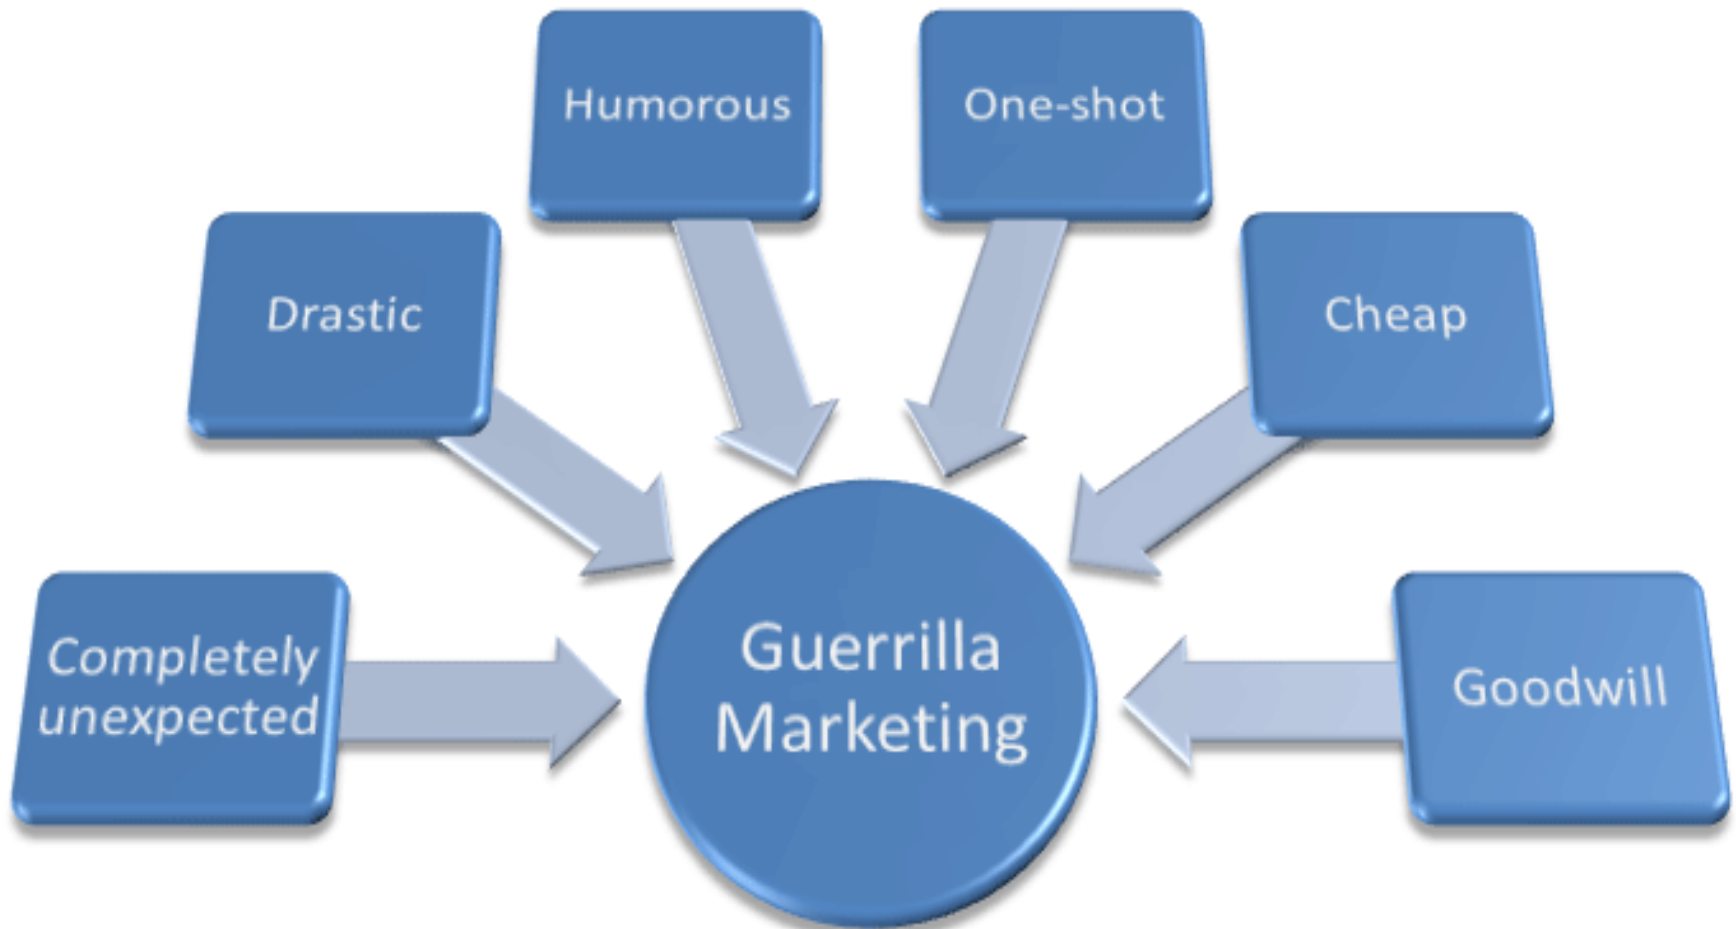 Humorous
One-shot
Drastic
Cheap
Completely
unexpected
Goodwill
Guerrilla
Marketing